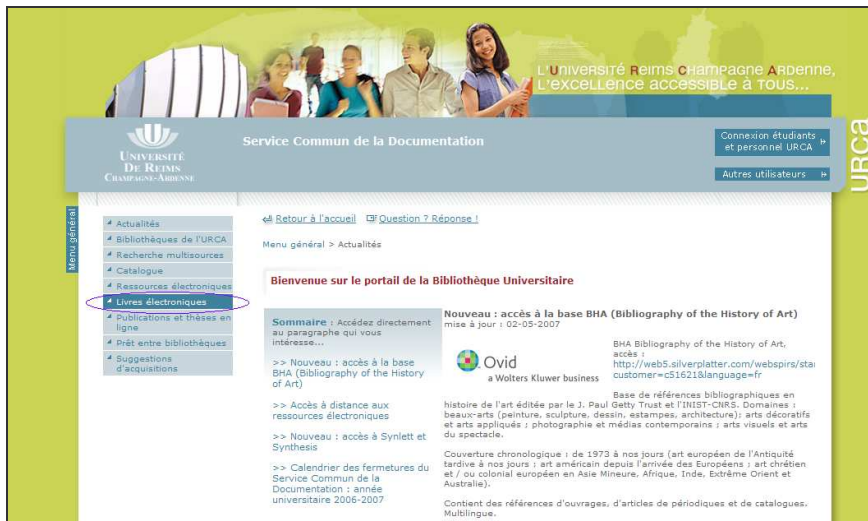 L'Université Reims Champagne Ardenne,
L'excellence accessible à tous...
URCA
Université
De Reims
Champagne-Ardenne
Service Commun de la Documentation
Connexion étudiants
et personnel URCA
Autres utilisateurs
Menu général
Actualités
Bibliothèques de l'URCA
Recherche multisources
Catalogue
Ressources électroniques
Livres électroniques
Publications et thèses en
ligne
Prêt entre bibliothèques
Suggestions
d'acquisitions
Retour à l'accueil Question ? Réponse !
Menu général > Actualités
Bienvenue sur le portail de la Bibliothèque Universitaire
Sommaire : Accédez directement
au paragraphe qui vous
intéresse...
>> Nouveau : accès à la base
BHA (Bibliography of the History
of Art)
>> Accès à distance aux
ressources électroniques
>> Nouveau : accès à Synlett et
Synthesis
>> Calendrier des fermetures du
Service Commun de la
Documentation : année
universitaire 2006-2007
Nouveau : accès à la base BHA (Bibliography of the History of Art)
mise à jour : 02-05-2007
Ovid
a Wolters Kluwer business
BHA Bibliography of the History of Art,
accès :
http://web5.silverplatter.com/webspirs/sta
customer=c51621&language=fr
Base de références bibliographiques en
histoire de l'art éditée par le J. Paul Getty Trust et l'INIST-CNRS. Domaines :
beaux-arts (peinture, sculpture, dessin, estampes, architecture); arts décoratifs
et arts appliqués ; photographie et médias contemporains ; arts visuels et arts
du spectacle.
Couverture chronologique : de 1973 à nos jours (art européen de l'Antiquité
tardive à nos jours ; art américain depuis l'arrivée des Européens ; art chrétien
et / ou colonial européen en Asie Mineure, Afrique, Inde, Extrême Orient et
Australie).
Contient des références d'ouvrages, d'articles de périodiques et de catalogues.
Multilingue.